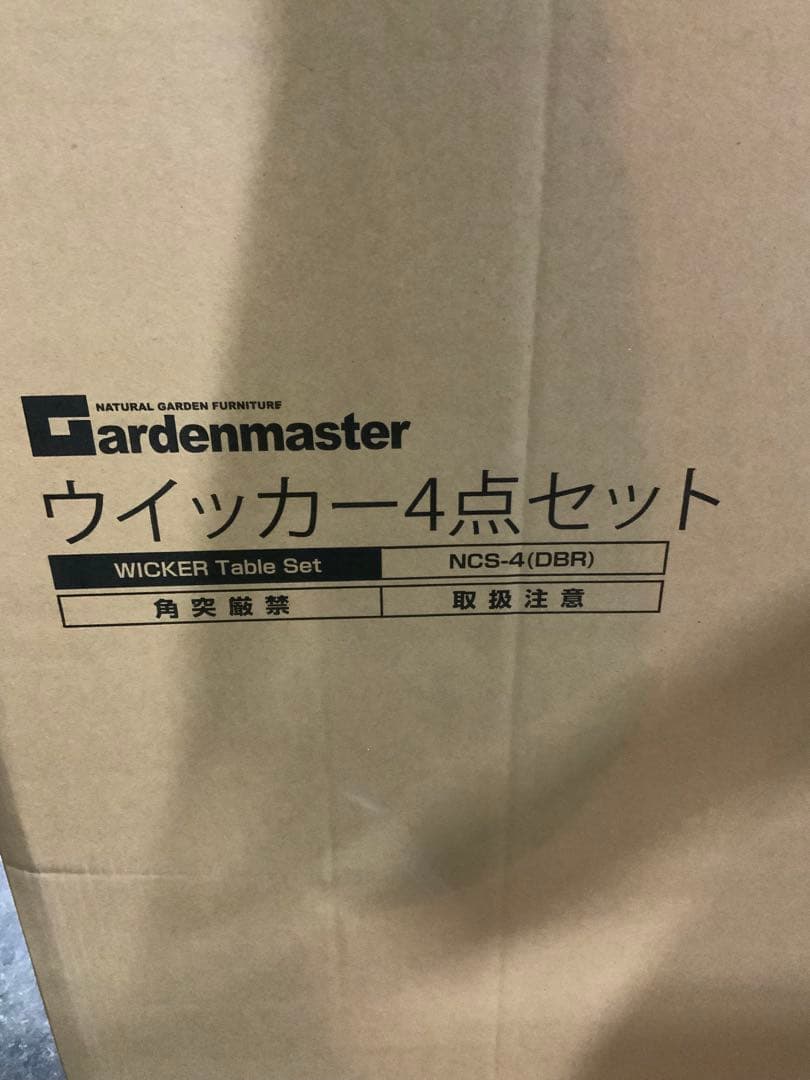 NATURAL GARDEN FURNITURE
Gardenmaster
ウイッカー4点セット
WICKER Table Set NCS-4(DBR)
角突厳禁 取扱注意